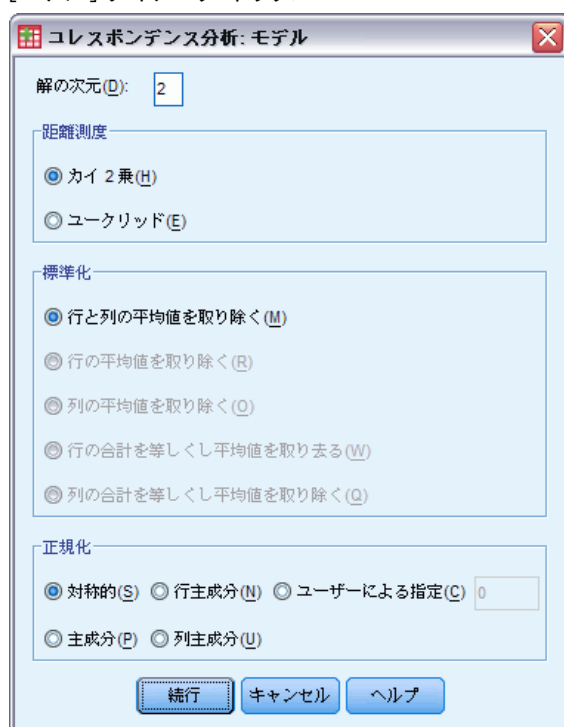 コレスポンデンス分析: モデル
解の次元(D): 2
距離測度
カイ 2 乗(H)
ユークリッド(E)
標準化
行と列の平均値を取り除く(M)
行の平均値を取り除く(R)
列の平均値を取り除く(O)
行の合計を等しくし平均値を取り去る(W)
列の合計を等しくし平均値を取り除く(Q)
正規化
対称的(S) 行主成分(N) ユーザーによる指定(C) 0
主成分(P) 列主成分(U)
続行 キャンセル ヘルプ